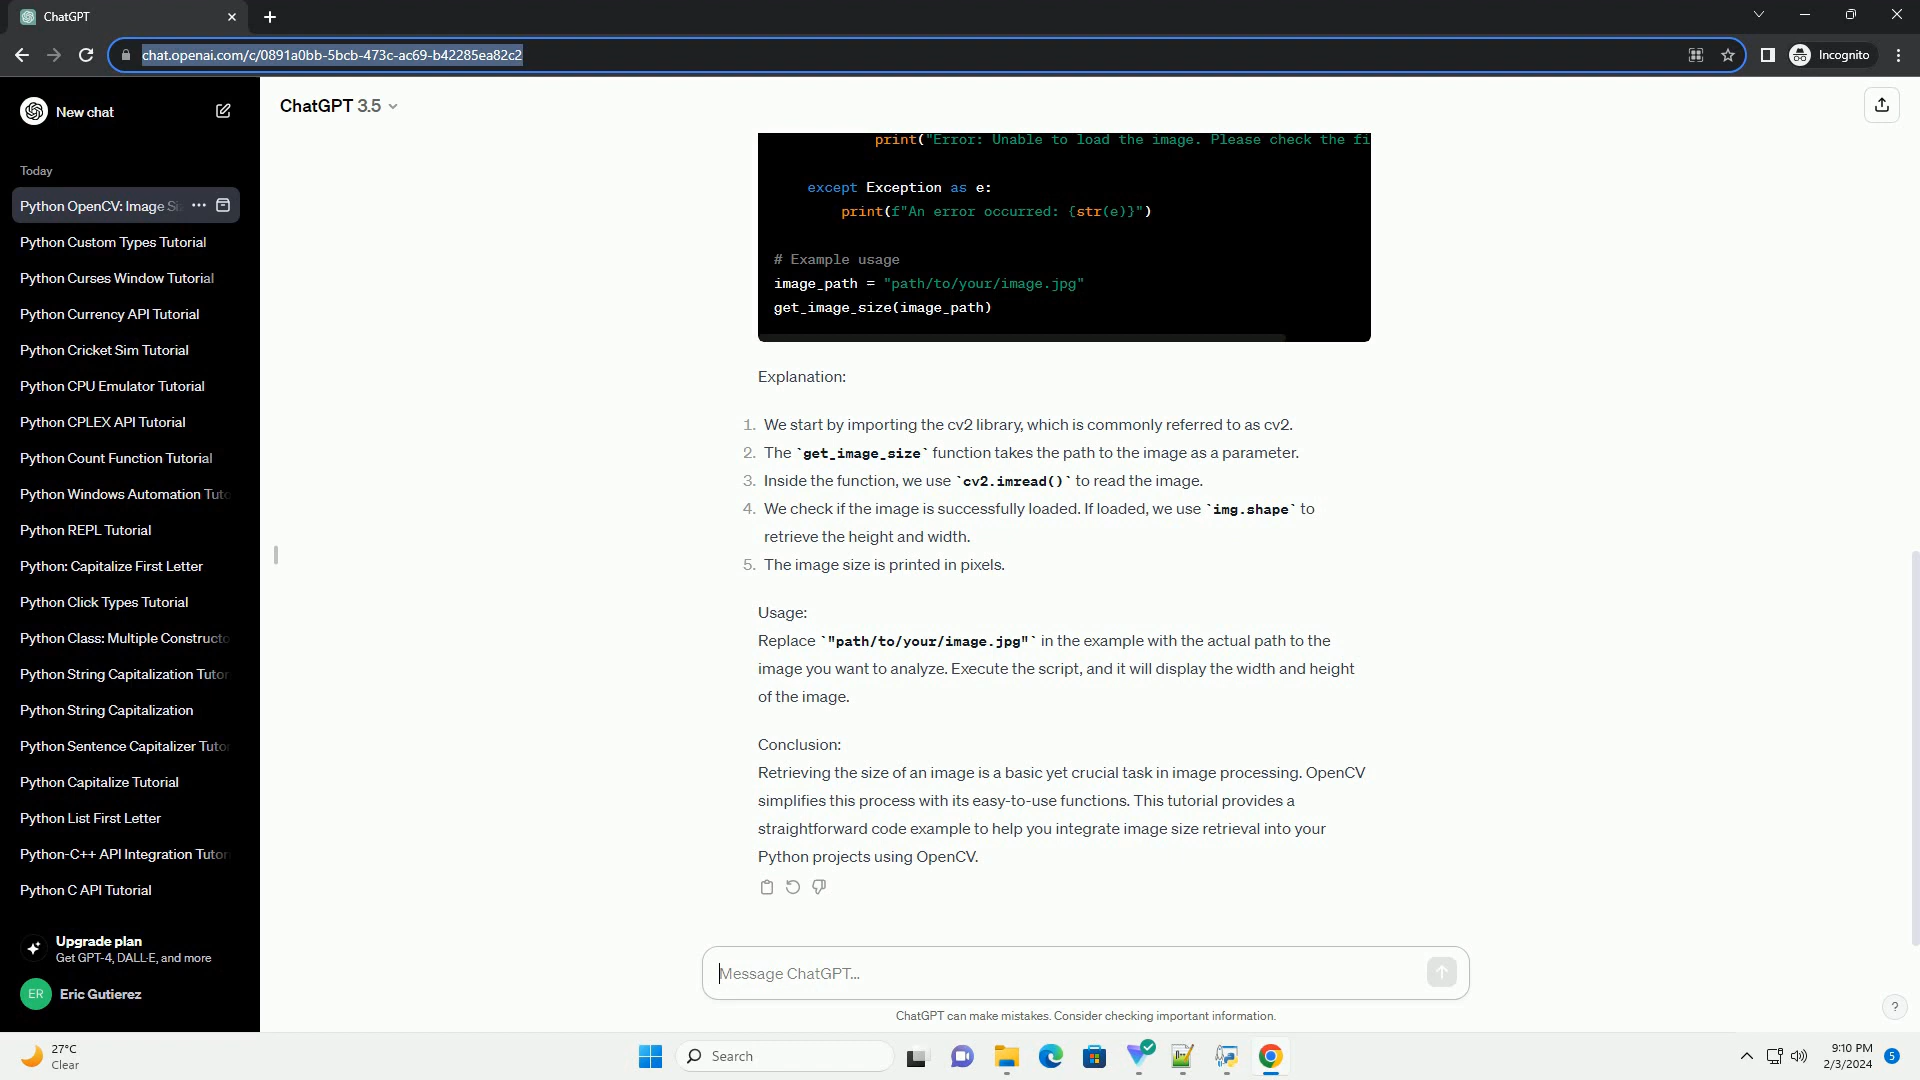 ChatGPT
chat.openai.com/c/0891a0bb-5bcb-473c-ac69-b42285ea82c2
Incognito
New chat
Today
Python OpenCV: Image Si
Python Custom Types Tutorial
Python Curses Window Tutorial
Python Currency API Tutorial
Python Cricket Sim Tutorial
Python CPU Emulator Tutorial
Python CPLEX API Tutorial
Python Count Function Tutorial
Python Windows Automation Tuto
Python REPL Tutorial
Python: Capitalize First Letter
Python Click Types Tutorial
Python Class: Multiple Constructo
Python String Capitalization Tutor
Python String Capitalization
Python Sentence Capitalizer Tutor
Python Capitalize Tutorial
Python List First Letter
Python-C++ API Integration Tutor
Python C API Tutorial
Upgrade plan
Get GPT-4, DALL·E, and more
ER Eric Gutierez
ChatGPT 3.5
print("Error: Unable to load the image. Please check the fi
except Exception as e:
print(f"An error occurred: {str(e)}")
# Example usage
image_path = "path/to/your/image.jpg"
get_image_size(image_path)
Explanation:
1. We start by importing the cv2 library, which is commonly referred to as cv2.
2. The `get_image_size` function takes the path to the image as a parameter.
3. Inside the function, we use `cv2.imread()` to read the image.
4. We check if the image is successfully loaded. If loaded, we use `img.shape` to
retrieve the height and width.
5. The image size is printed in pixels.
Usage:
Replace `"path/to/your/image.jpg"` in the example with the actual path to the
image you want to analyze. Execute the script, and it will display the width and height
of the image.
Conclusion:
Retrieving the size of an image is a basic yet crucial task in image processing. OpenCV
simplifies this process with its easy-to-use functions. This tutorial provides a
straightforward code example to help you integrate image size retrieval into your
Python projects using OpenCV.
Message ChatGPT...
ChatGPT can make mistakes. Consider checking important information.
?
27°C
Clear
Search
9:10 PM
2/3/2024
5